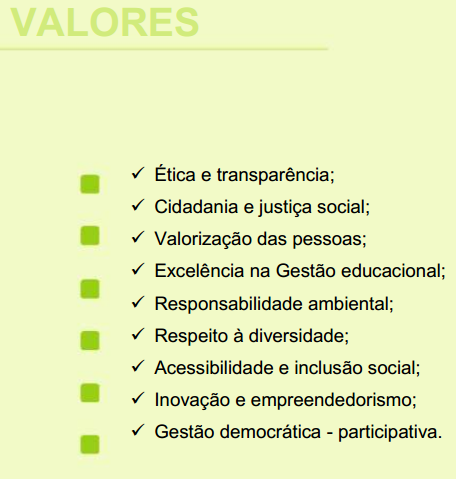 VALORES
✓ Ética e transparência;
✓ Cidadania e justiça social;
✓ Valorização das pessoas;
✓ Excelência na Gestão educacional;
✓ Responsabilidade ambiental;
✓ Respeito à diversidade;
✓ Acessibilidade e inclusão social;
✓ Inovação e empreendedorismo;
✓ Gestão democrática - participativa.